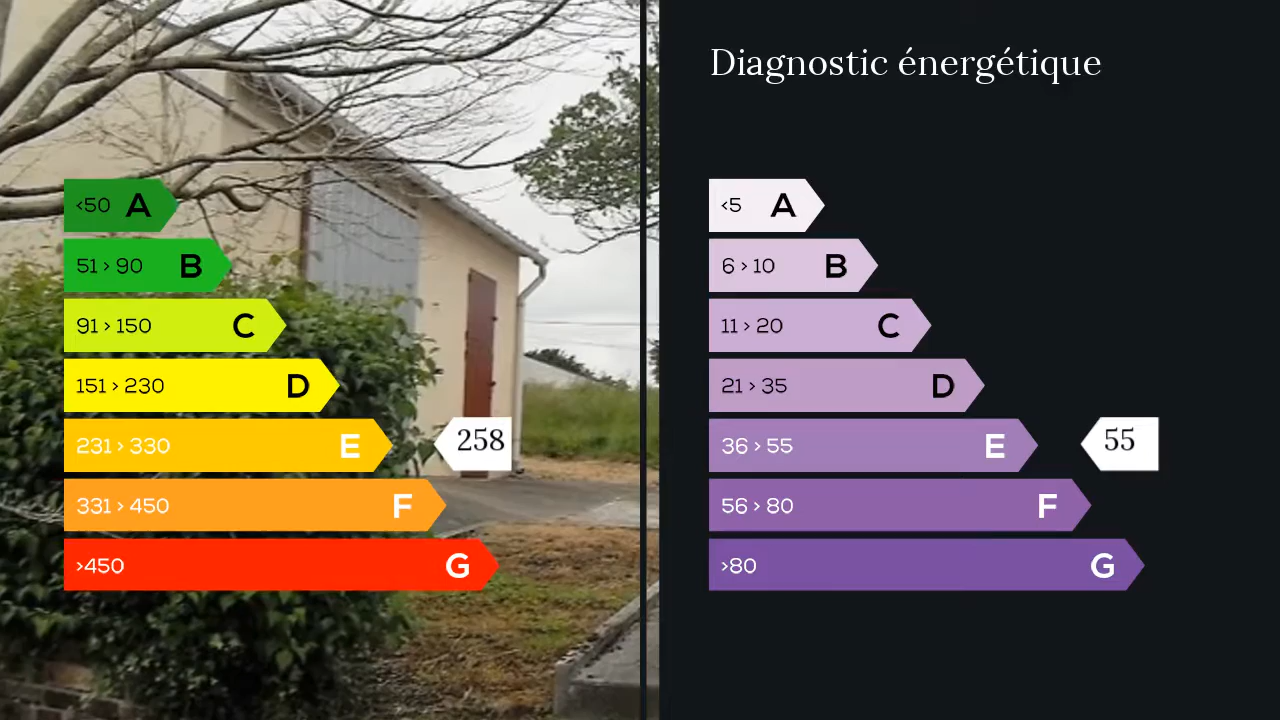 Diagnostic énergétique
<50 A
51 > 90 B
91 > 150 C
151 > 230 D
231 > 330 E
258
331 > 450 F
>450 G
<5 A
6 > 10 B
11 > 20 C
21 > 35 D
36 > 55 E
55
56 > 80 F
>80 G